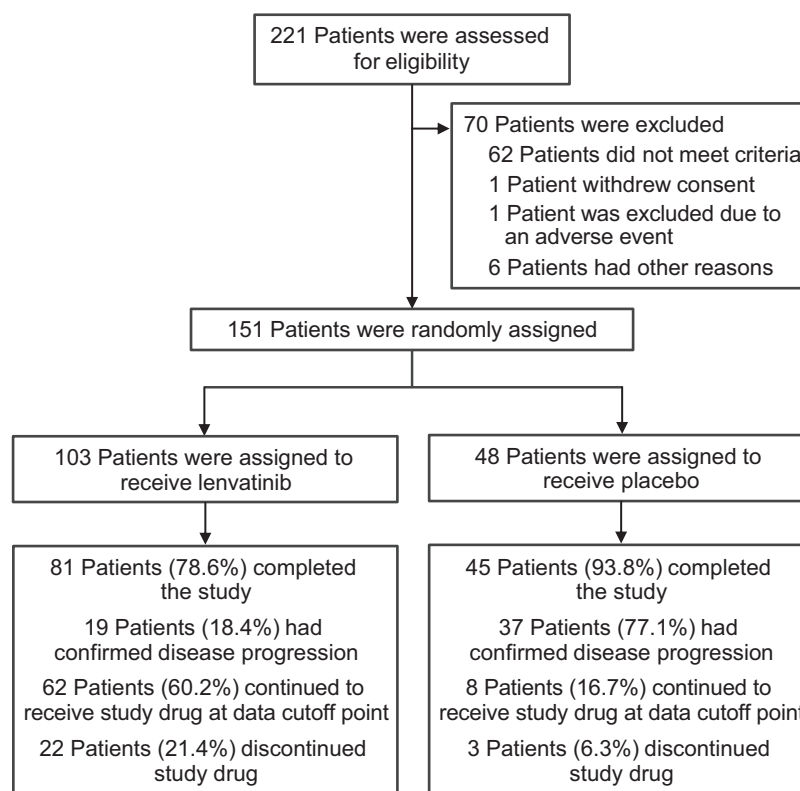 221 Patients were assessed
for eligibility
70 Patients were excluded
62 Patients did not meet criteria
1 Patient withdrew consent
1 Patient was excluded due to
an adverse event
6 Patients had other reasons
151 Patients were randomly assigned
103 Patients were assigned to
receive lenvatinib
48 Patients were assigned to
receive placebo
81 Patients (78.6%) completed
the study
19 Patients (18.4%) had
confirmed disease progression
62 Patients (60.2%) continued to
receive study drug at data cutoff point
22 Patients (21.4%) discontinued
study drug
45 Patients (93.8%) completed
the study
37 Patients (77.1%) had
confirmed disease progression
8 Patients (16.7%) continued to
receive study drug at data cutoff point
3 Patients (6.3%) discontinued
study drug